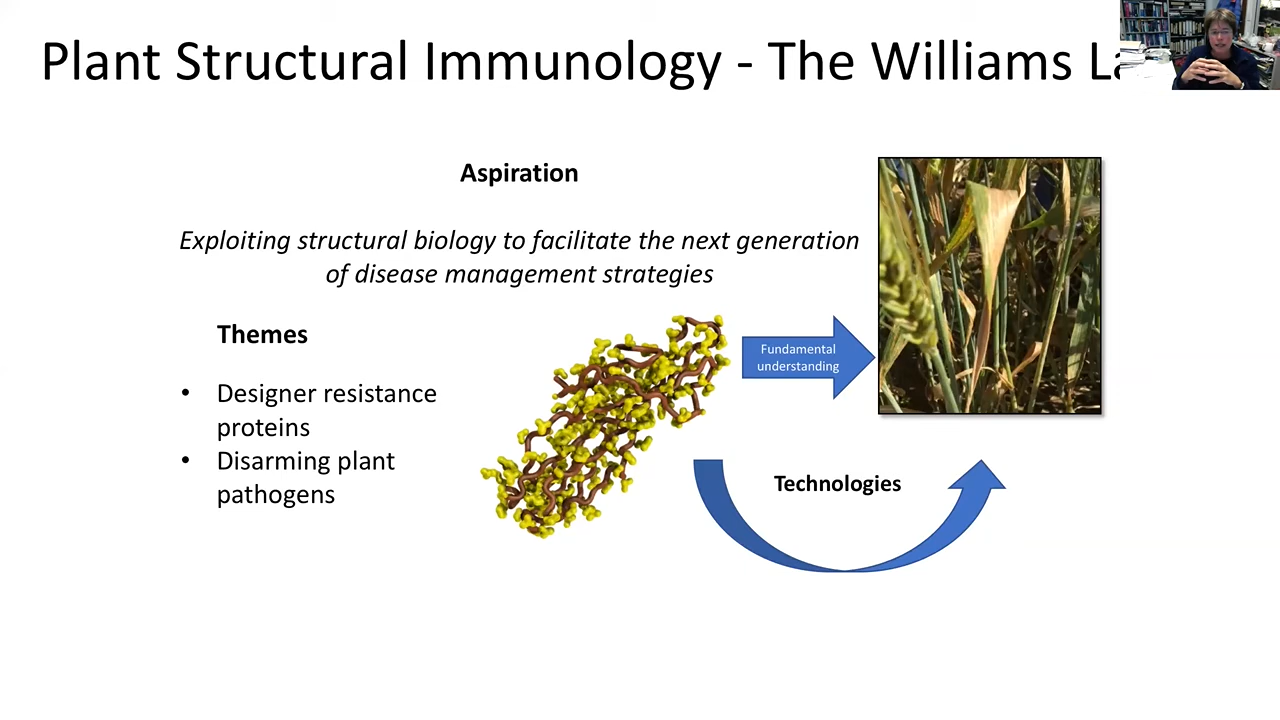 Plant Structural Immunology - The Williams
Aspiration
Exploiting structural biology to facilitate the next generation
of disease management strategies
Themes
• Designer resistance
proteins
• Disarming plant
pathogens
Fundamental
understanding
Technologies